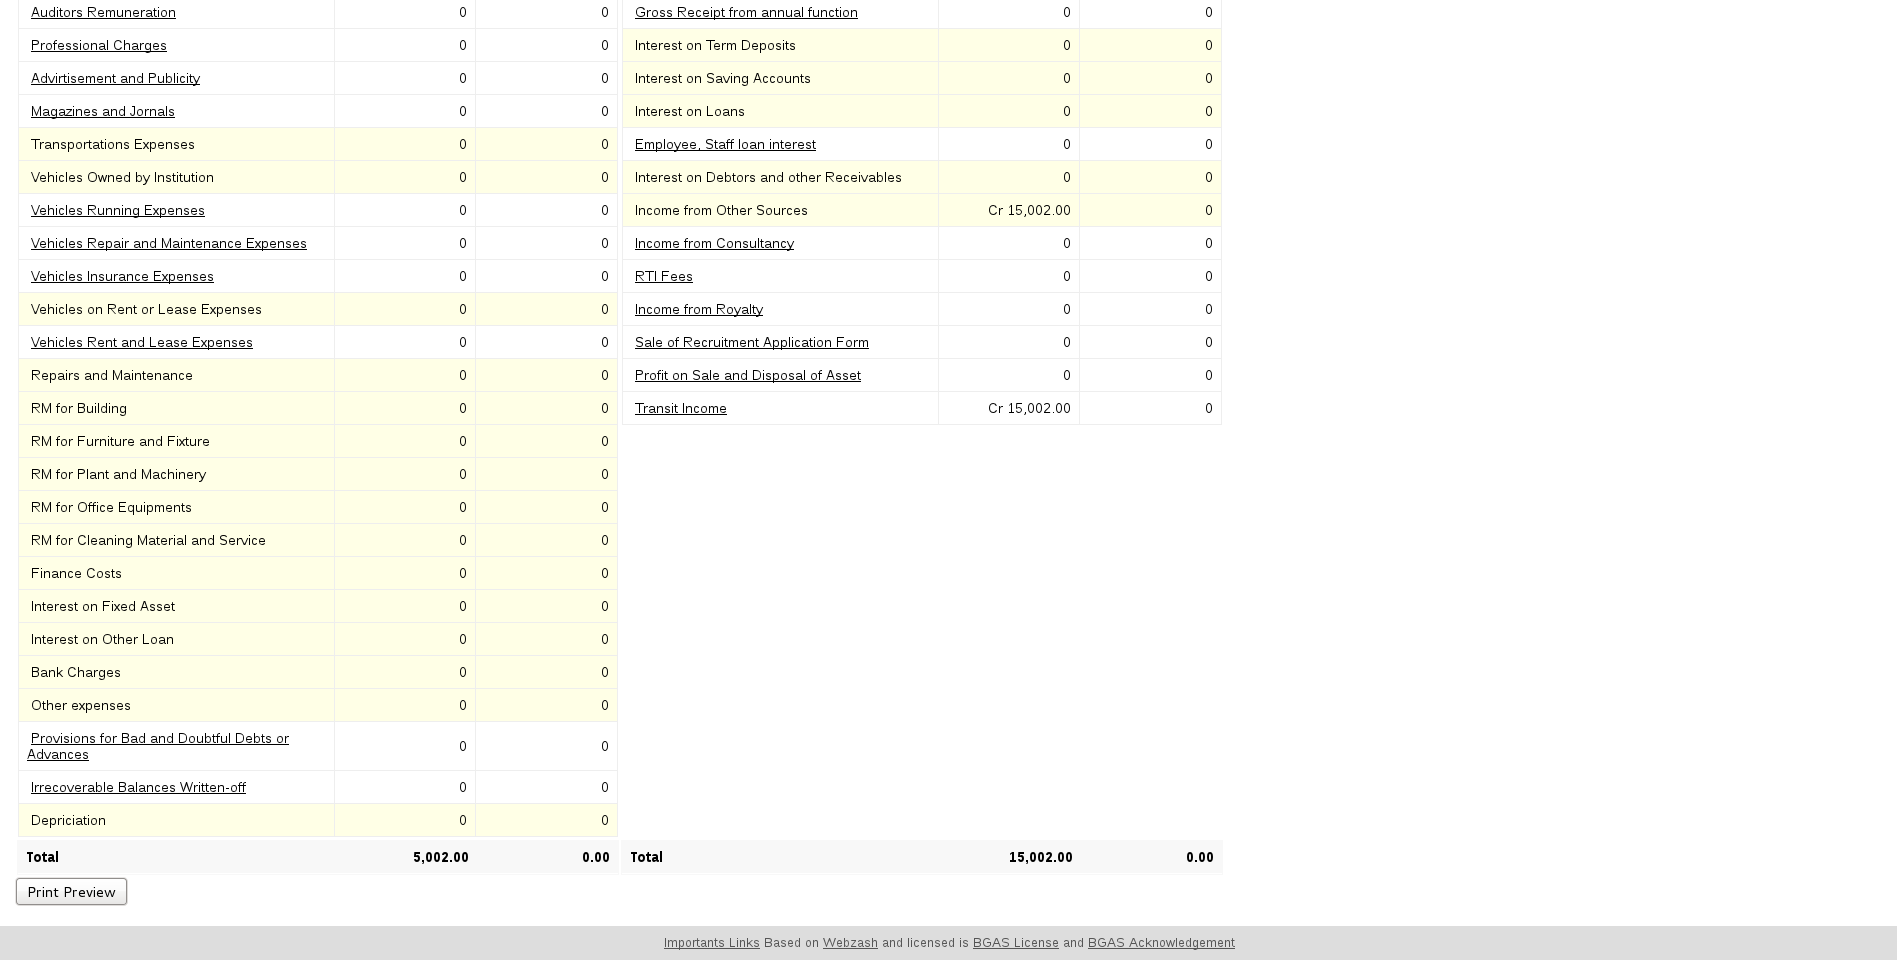 Auditors Remuneration 0 0 Gross Receipt from annual function 0 0
Professional Charges 0 0 Interest on Term Deposits 0 0
Advirtisement and Publicity 0 0 Interest on Saving Accounts 0 0
Magazines and Jornals 0 0 Interest on Loans 0 0
Transportations Expenses 0 0 Employee, Staff loan interest 0 0
Vehicles Owned by Institution 0 0 Interest on Debtors and other Receivables 0 0
Vehicles Running Expenses 0 0 Income from Other Sources Cr 15,002.00 0
Vehicles Repair and Maintenance Expenses 0 0 Income from Consultancy 0 0
Vehicles Insurance Expenses 0 0 RTI Fees 0 0
Vehicles on Rent or Lease Expenses 0 0 Income from Royalty 0 0
Vehicles Rent and Lease Expenses 0 0 Sale of Recruitment Application Form 0 0
Repairs and Maintenance 0 0 Profit on Sale and Disposal of Asset 0 0
RM for Building 0 0 Transit Income Cr 15,002.00 0
RM for Furniture and Fixture 0 0
RM for Plant and Machinery 0 0
RM for Office Equipments 0 0
RM for Cleaning Material and Service 0 0
Finance Costs 0 0
Interest on Fixed Asset 0 0
Interest on Other Loan 0 0
Bank Charges 0 0
Other expenses 0 0
Provisions for Bad and Doubtful Debts or
Advances 0 0
Irrecoverable Balances Written-off 0 0
Depriciation 0 0
Total 5,002.00 0.00 Total 15,002.00 0.00
Print Preview
Importants Links Based on Webzash and licensed is BGAS License and BGAS Acknowledgement